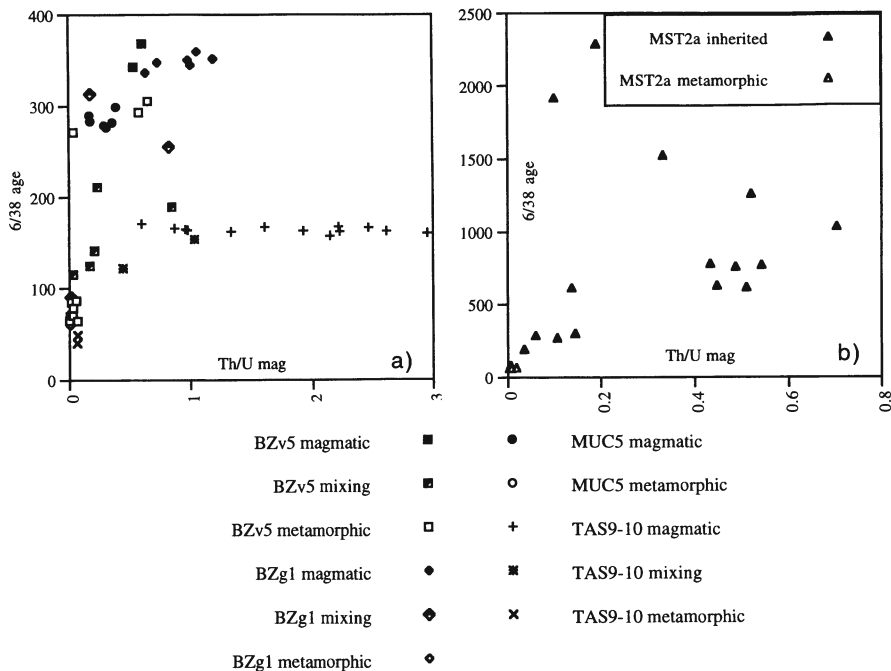 400
300
200
100
0
6/38 age
Th/U mag
a)
0
1
2
3
2500
2000
1500
1000
500
0
6/38 age
MST2a inherited
MST2a metamorphic
Th/U mag
b)
0
0.2
0.4
0.6
0.8
BZv5 magmatic
BZv5 mixing
BZv5 metamorphic
BZg1 magmatic
BZg1 mixing
BZg1 metamorphic
MUC5 magmatic
MUC5 metamorphic
TAS9-10 magmatic
TAS9-10 mixing
TAS9-10 metamorphic